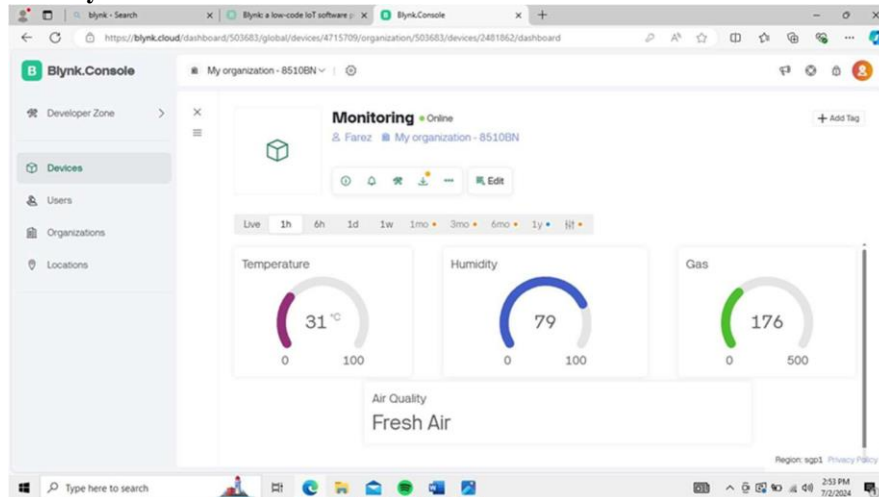 blynk - Search
Blynk: a low-code IoT software p
Blynk.Console
https://blynk.cloud/dashboard/503683/global/devices/4715709/organization/503683/devices/2481862/dashboard
B Blynk.Console
My organization - 8510BN
Developer Zone
Devices
Users
Organizations
Locations
Monitoring Online
Farez My organization - 8510BN
Edit
Add Tag
Live 1h 6h 1d 1w 1mo 3mo 6mo 1y
Temperature
31 °C
0 100
Humidity
79
0 100
Gas
176
0 500
Air Quality
Fresh Air
Region: sgp1 Privacy Policy
Type here to search
2:53 PM
7/2/2024